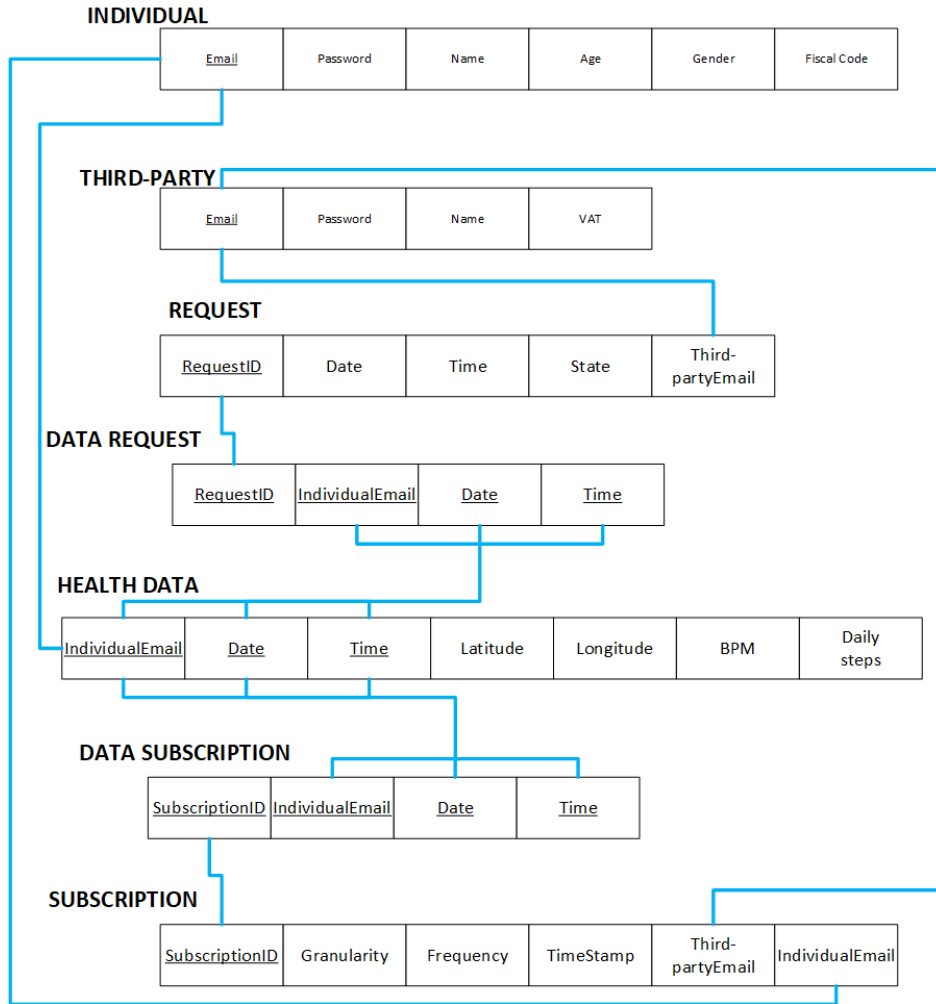 INDIVIDUAL
Email Password Name Age Gender Fiscal Code
THIRD-PARTY
Email Password Name VAT
REQUEST
RequestID Date Time State Third-
partyEmail
DATA REQUEST
RequestID IndividualEmail Date Time
HEALTH DATA
IndividualEmail Date Time Latitude Longitude BPM Daily
steps
DATA SUBSCRIPTION
SubscriptionID IndividualEmail Date Time
SUBSCRIPTION
SubscriptionID Granularity Frequency TimeStamp Third-
partyEmail IndividualEmail